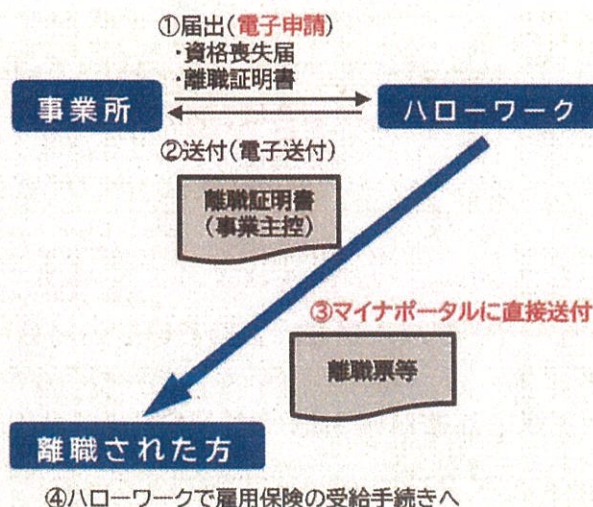 ①届出(電子申請)
・資格喪失届
・離職証明書
事業所
ハローワーク
②送付(電子送付)
離職証明書
(事業主控)
③マイナポータルに直接送付
離職票等
離職された方
④ハローワークで雇用保険の受給手続きへ